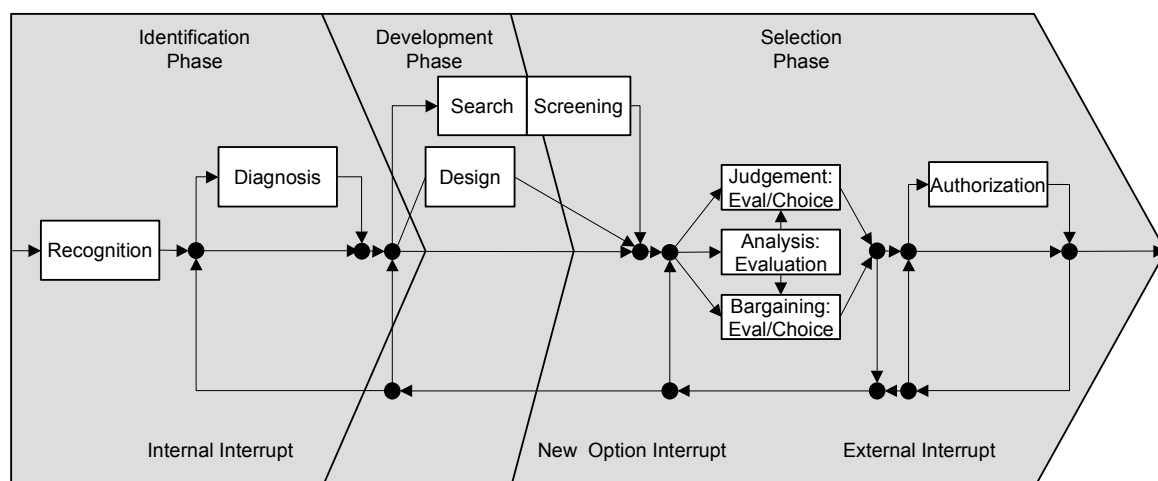 Identification
Phase
Development
Phase
Selection
Phase
Search
Screening
Diagnosis
Design
Judgement:
Eval/Choice
Authorization
Recognition
Analysis:
Evaluation
Bargaining:
Eval/Choice
Internal Interrupt
New Option Interrupt
External Interrupt